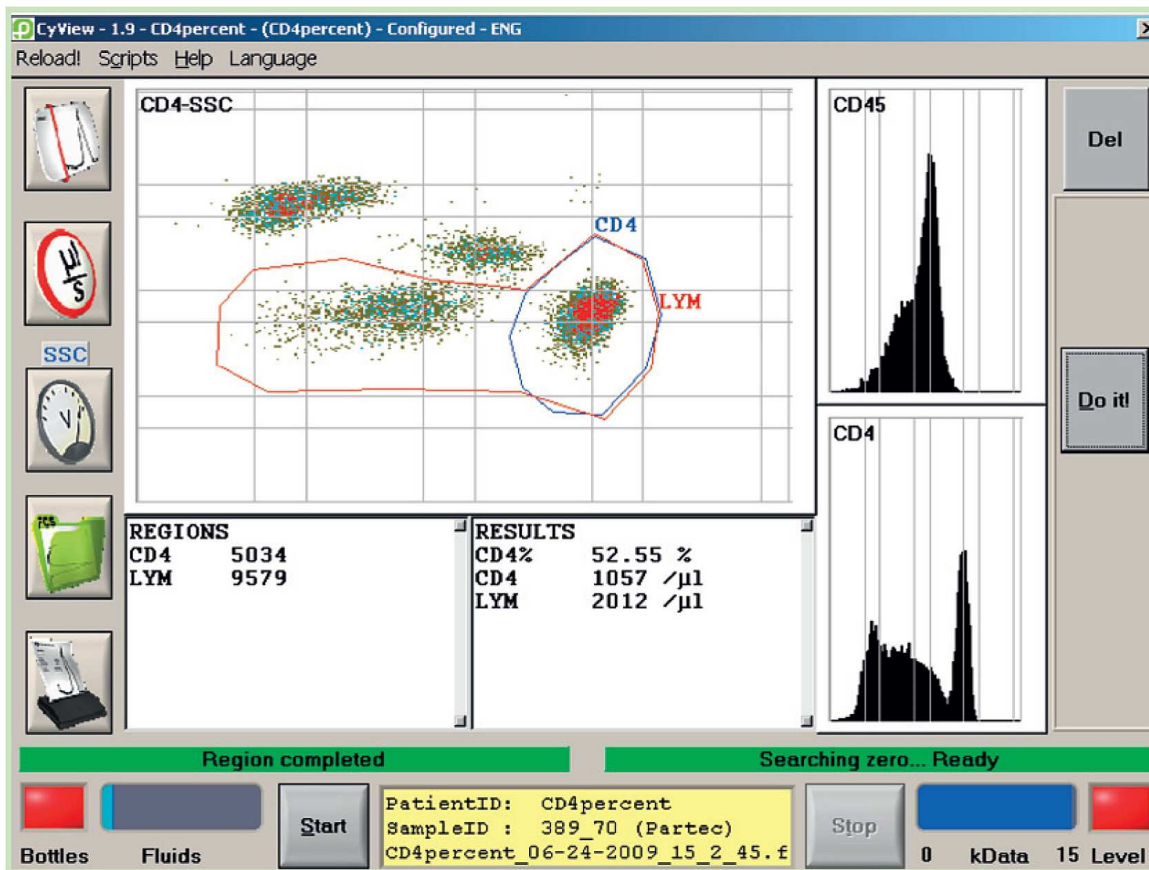 CyView - 1.9 - CD4percent - (CD4percent) - Configured - ENG
Reload! Scripts Help Language
CD4-SSC
CD4
LYM
CD45
CD4
Del
Do it!
SSC
µl/s
V
FCS
REGIONS
CD4 5034
LYM 9579
RESULTS
CD4% 52.55 %
CD4 1057 /µl
LYM 2012 /µl
Region completed
Searching zero... Ready
Bottles
Fluids
Start
PatientID: CD4percent
SampleID : 389_70 (Partec)
CD4percent_06-24-2009_15_2_45.f
Stop
0 kData 15
Level